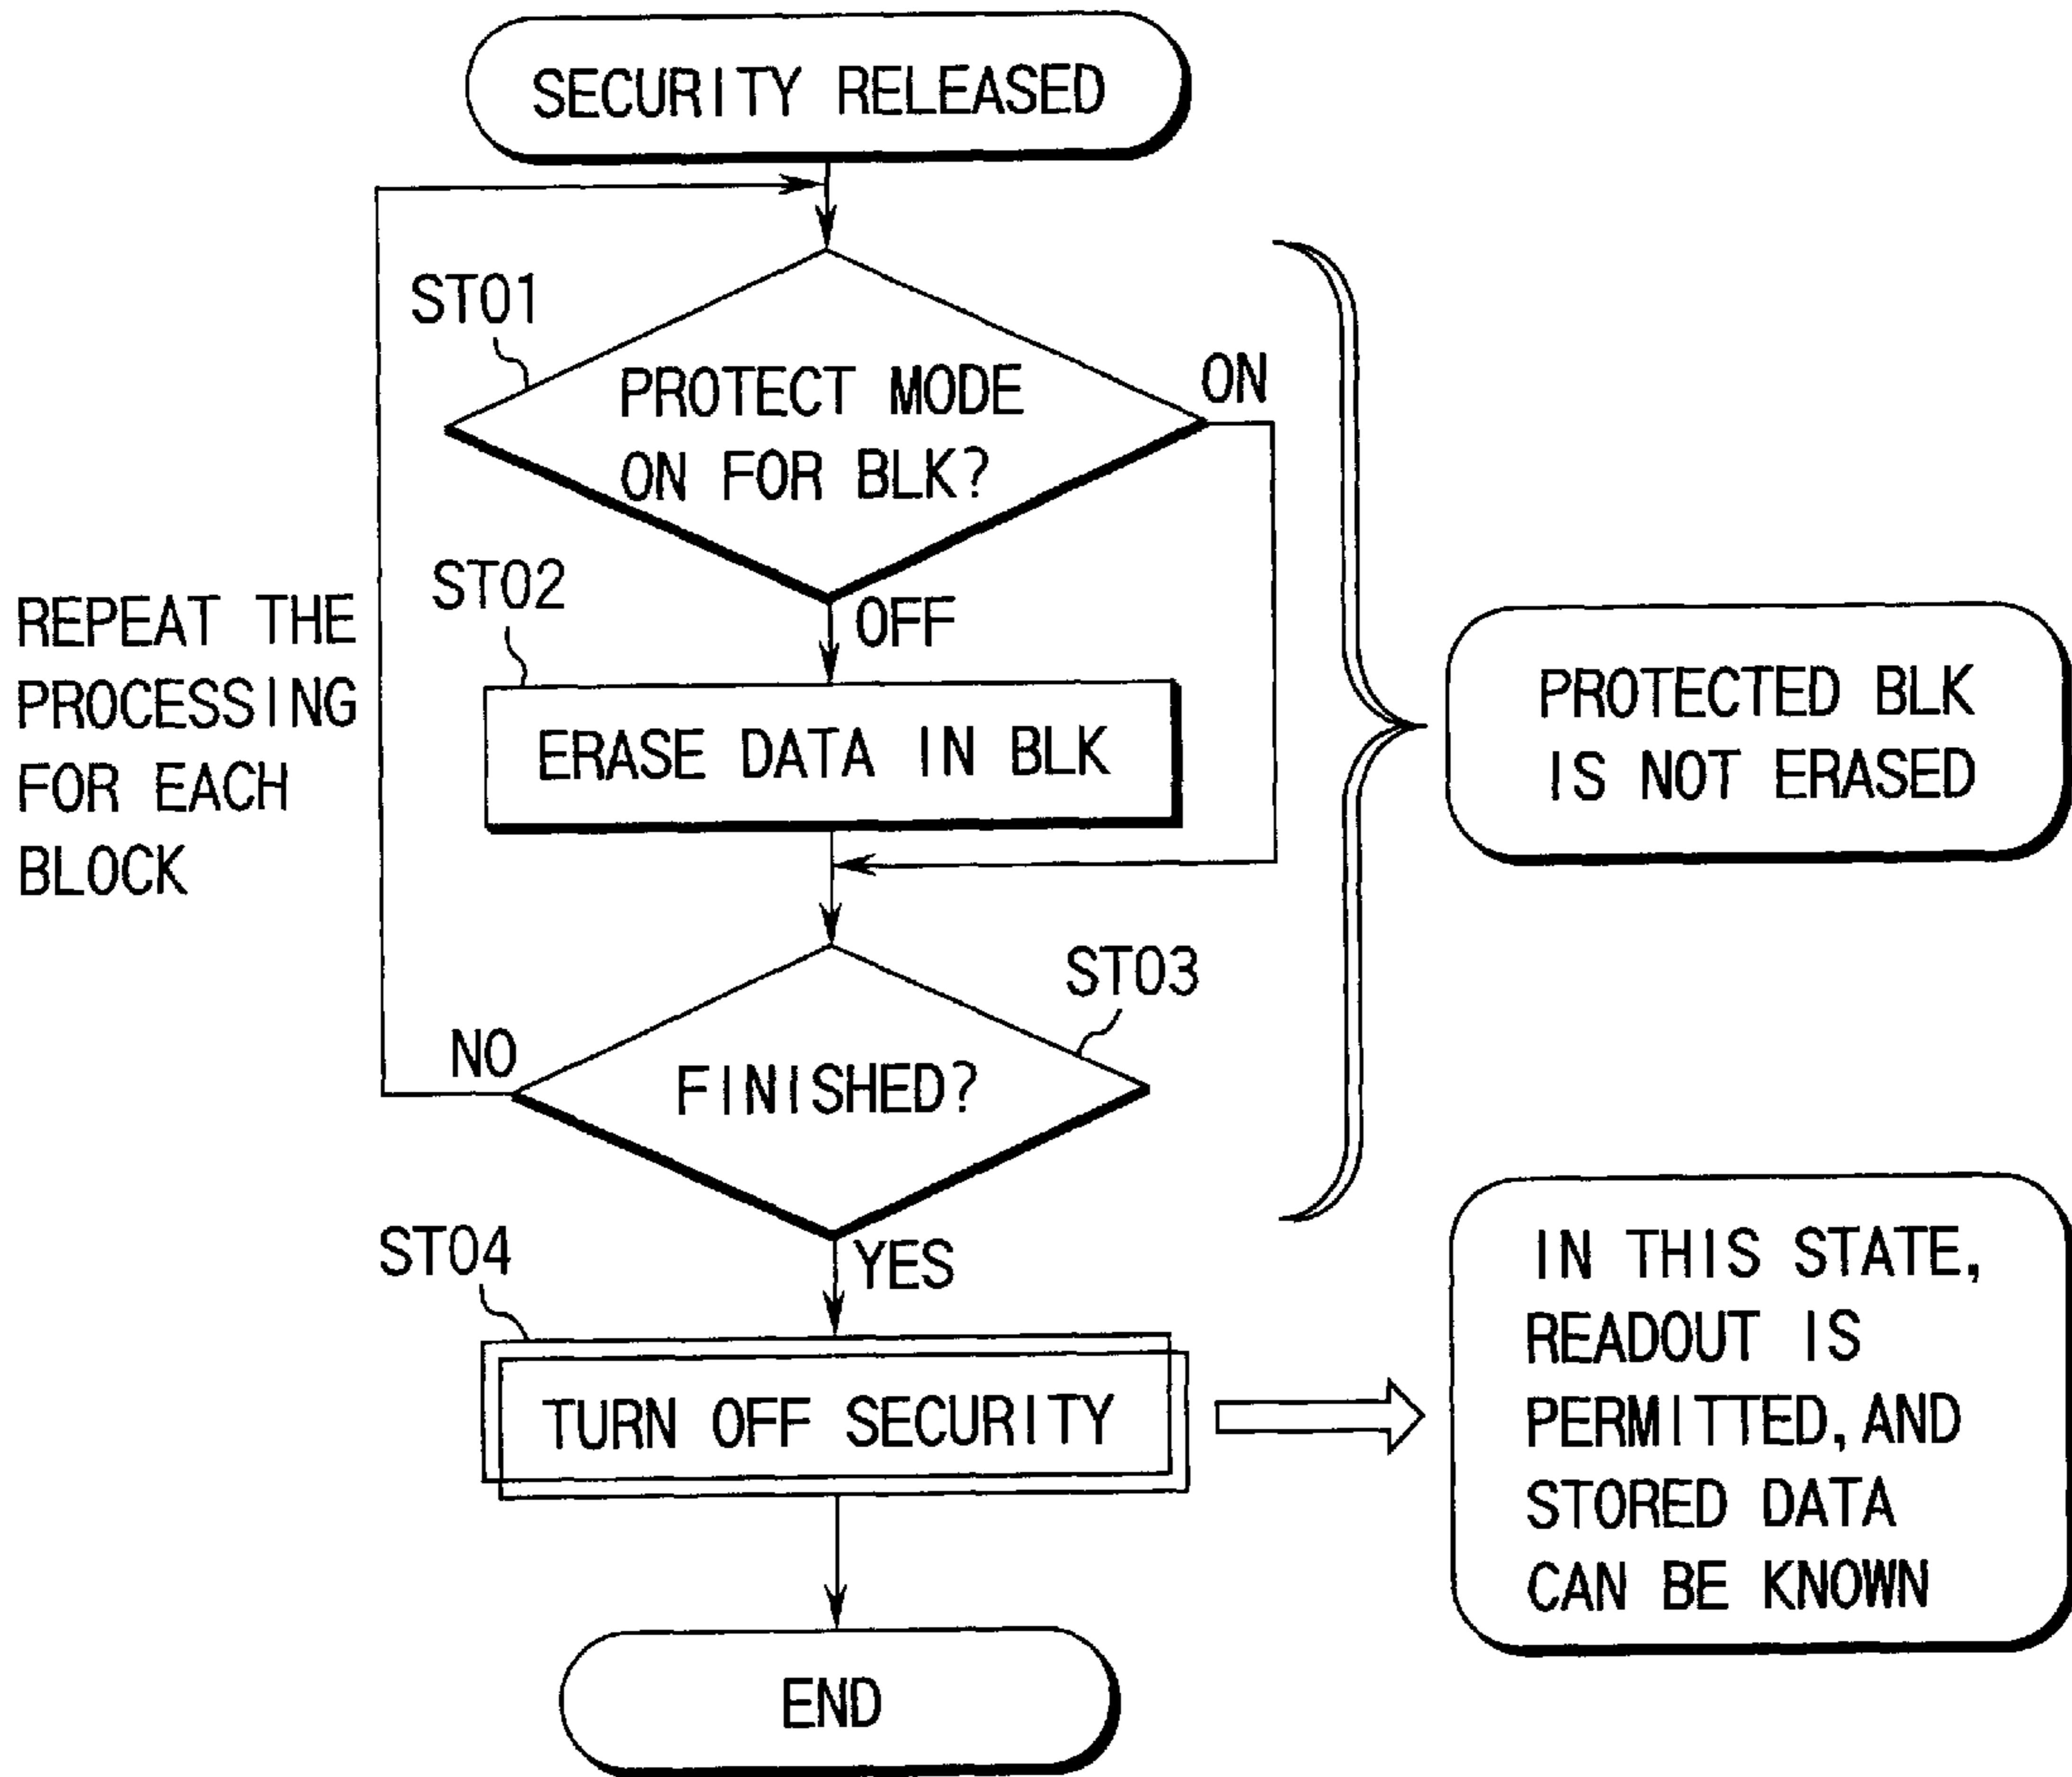 SECURITY RELEASED
ST01
PROTECT MODE
ON FOR BLK?
ON
OFF
ST02
ERASE DATA IN BLK
REPEAT THE
PROCESSING
FOR EACH
BLOCK
PROTECTED BLK
IS NOT ERASED
ST03
NO
FINISHED?
YES
ST04
TURN OFF SECURITY
IN THIS STATE,
READOUT IS
PERMITTED, AND
STORED DATA
CAN BE KNOWN
END